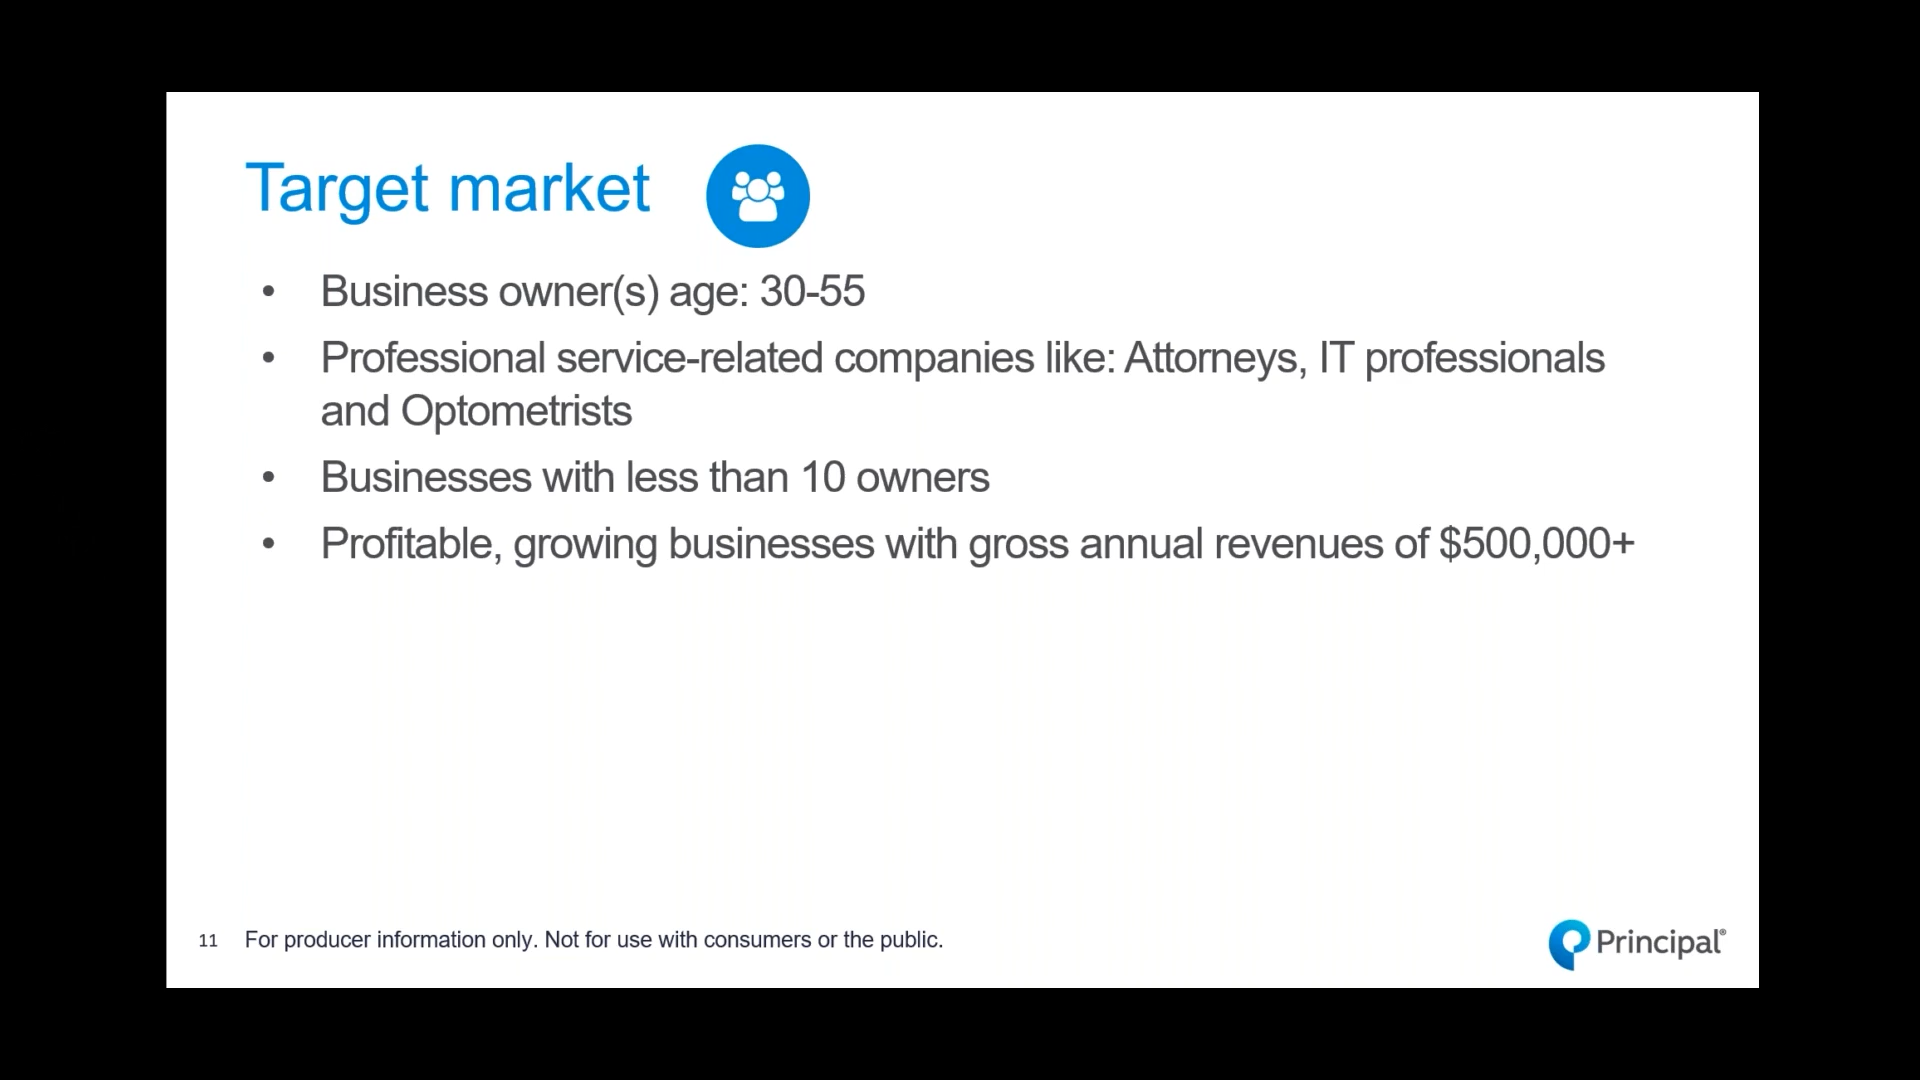 Target market
• Business owner(s) age: 30-55
• Professional service-related companies like: Attorneys, IT professionals
and Optometrists
• Businesses with less than 10 owners
• Profitable, growing businesses with gross annual revenues of $500,000+
11 For producer information only. Not for use with consumers or the public.
Principal®